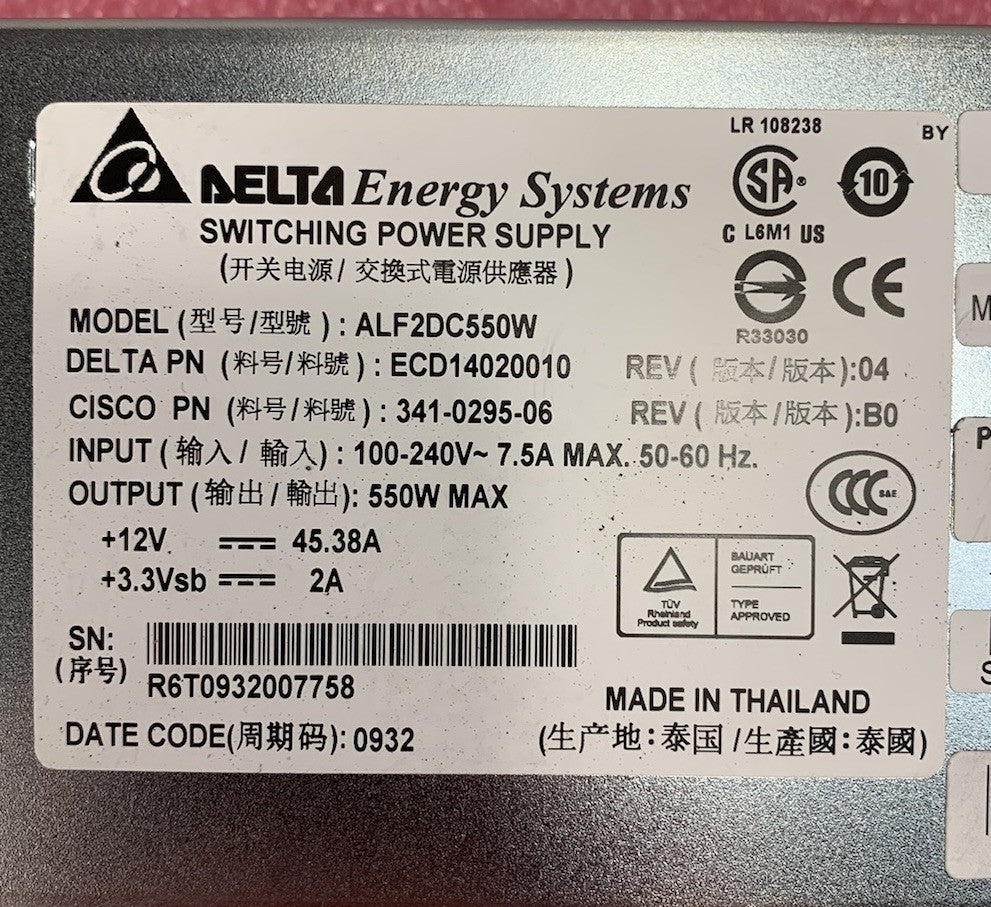 LR 108238
BY
DELTA Energy Systems
SA
10
SWITCHING POWER SUPPLY
C L6M1 US
(开关电源/ 交換式電源供應器)
CE
R33030
MODEL (型号/型號): ALF2DC550W
M
DELTA PN (料号/料號): ECD14020010 REV ( 版本/版本):04
CISCO PN (料号/料號): 341-0295-06 REV ( 版本/版本):B0
P
INPUT (输入/ 輸入): 100-240V~ 7.5A MAX. 50-60 Hz.
OUTPUT (输出/輸出): 550W MAX
CCC S&E
+12V 45.38A
+3.3Vsb 2A
TÜV
Rheinland
Product safety
BAUART
GEPRÜFT
TYPE
APPROVED
SN:
(序号)
R6T0932007758
S
MADE IN THAILAND
DATE CODE(周期码): 0932
(生产地:泰国/生產國:泰國)